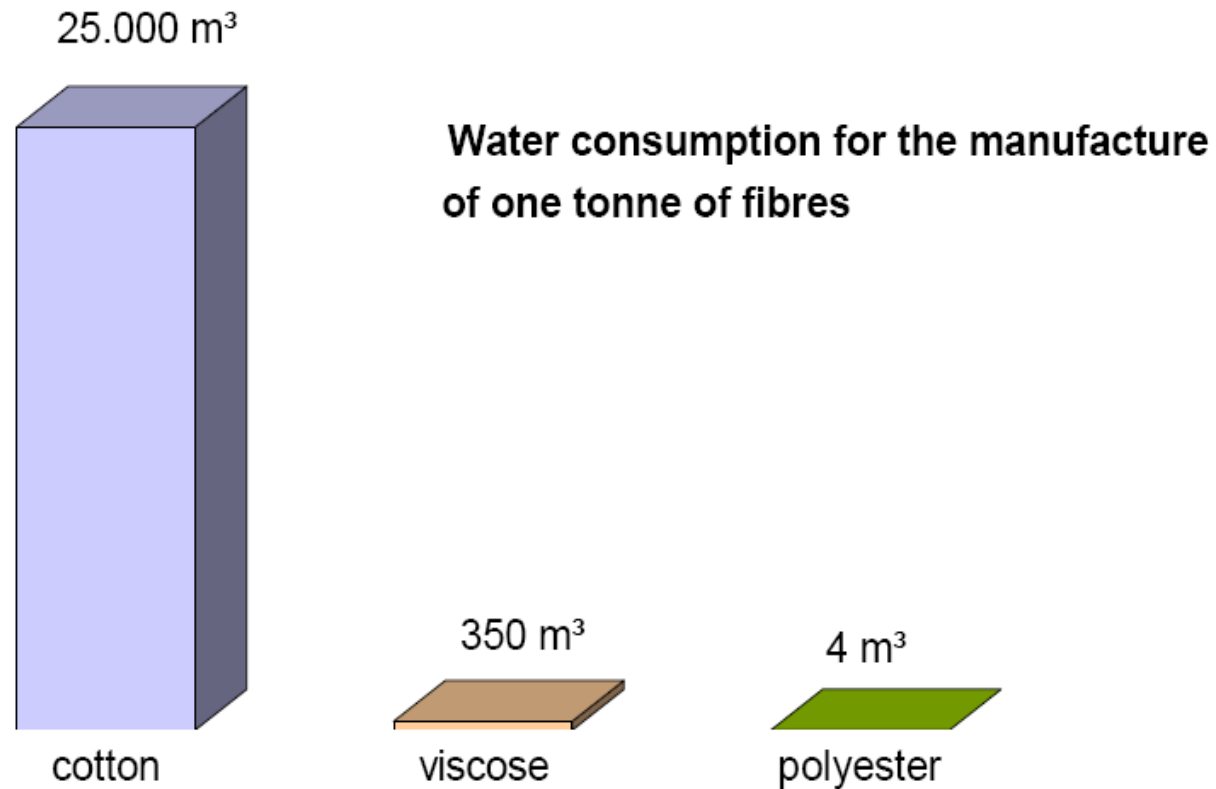 25.000 m³
Water consumption for the manufacture
of one tonne of fibres
350 m³
4 m³
cotton
viscose
polyester